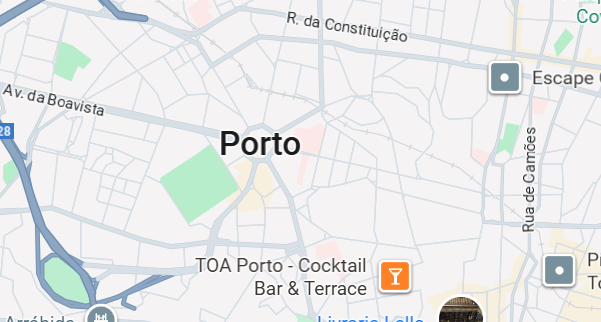 Co
R. da Constituição
Escape
Av. da Boavista
28
Porto
Rua de Camões
TOA Porto - Cocktail
Bar & Terrace
P
To
Arrábida
Livraria Lello